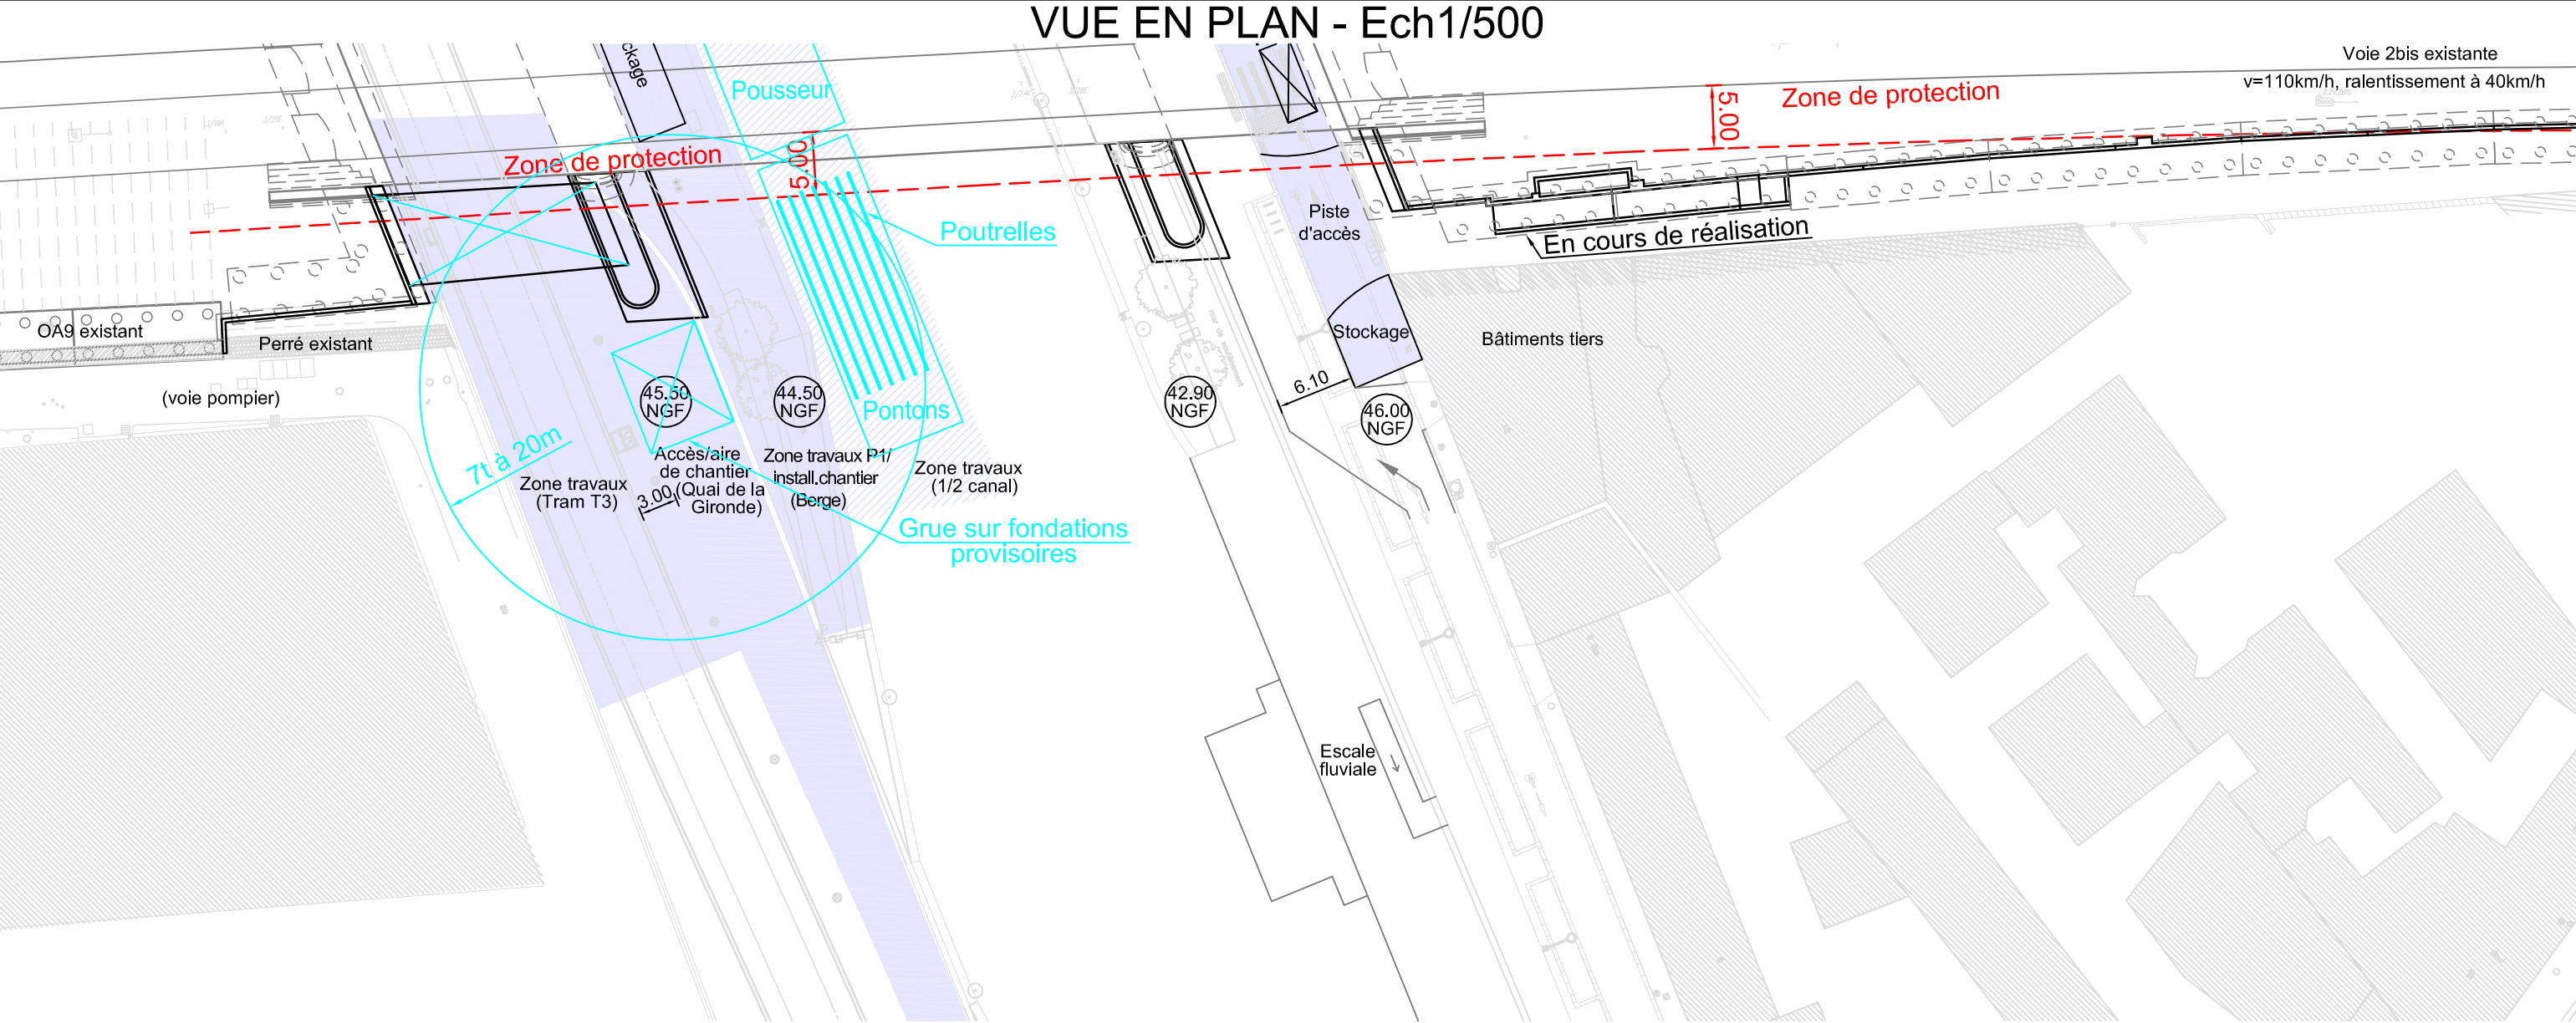 VUE EN PLAN - Ech1/500
Voie 2bis existante
v=110km/h, ralentissement à 40km/h
ckage
Pousseur
Zone de protection
5.00
Zone de protection
5.00
Poutrelles
Piste
d'accès
En cours de réalisation
OA9 existant
Perré existant
Stockage
Bâtiments tiers
(voie pompier)
6.10
45.50
NGF
44.50
NGF
Pontons
42.90
NGF
46.00
NGF
7t à 20m
Zone travaux
(Tram T3)
3.00
Accès/aire
de chantier
(Quai de la
Gironde)
Zone travaux P1/
install.chantier
(Berge)
Zone travaux
(1/2 canal)
Grue sur fondations
provisoires
mur de soutènement
Escale
fluviale